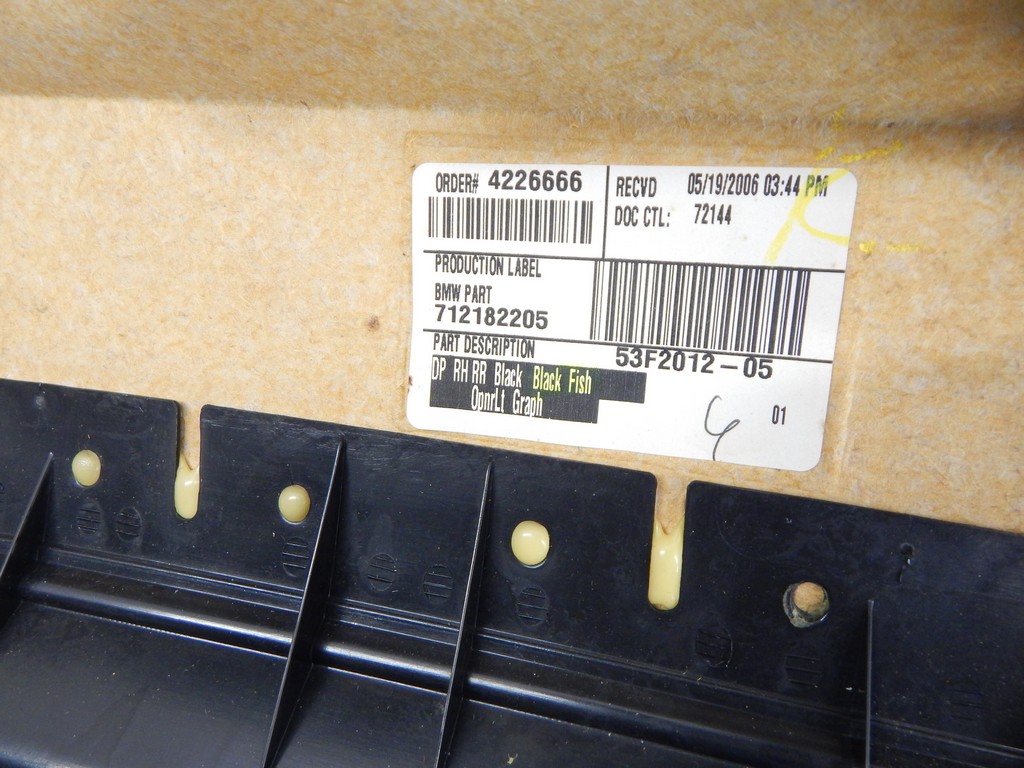 ORDER# 4226666
RECVD 05/19/2006 03:44 PM
DOC CTL: 72144
PRODUCTION LABEL
BMW PART
712182205
PART DESCRIPTION
53F2012-05
DP RH RR Black Black Fish
OpnrLt Graph
01